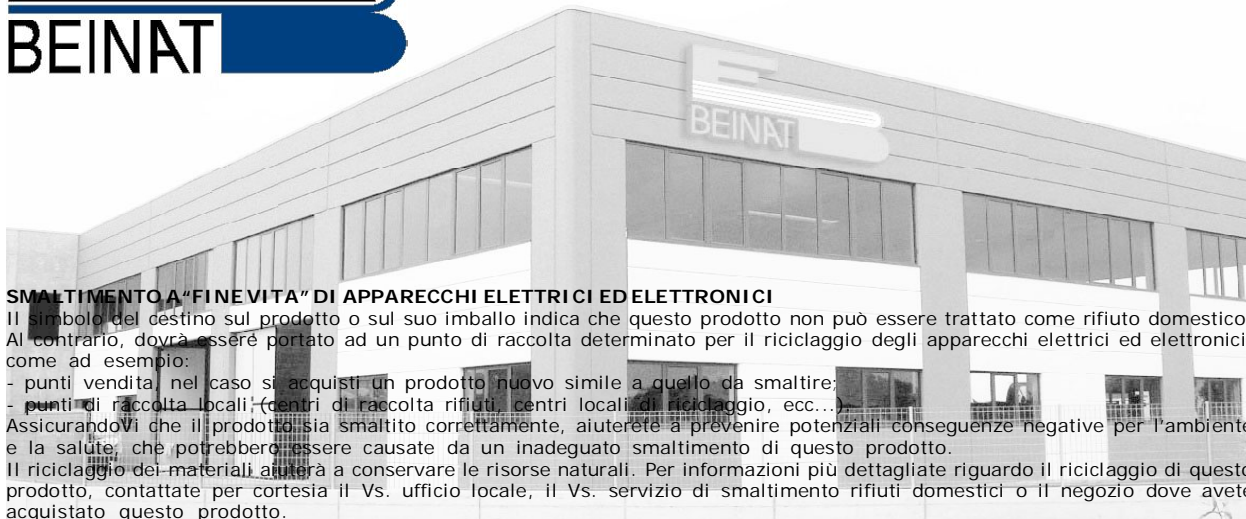 BEINAT
BEINAT
SMALTIMENTO A “FINE VITA” DI APPARECCHI ELETTRICI ED ELETTRONICI
Il simbolo del cestino sul prodotto o sul suo imballo indica che questo prodotto non può essere trattato come rifiuto domestico
Al contrario, dovrà essere portato ad un punto di raccolta determinato per il riciclaggio degli apparecchi elettrici ed elettronici
come ad esempio:
- punti vendita, nel caso si acquisti un prodotto nuovo simile a quello da smaltire;
- punti di raccolta locali (centri di raccolta rifiuti, centri locali di riciclaggio, ecc...)
AssicurandoVi che il prodotto sia smaltito correttamente, aiuterete a prevenire potenziali conseguenze negative per l'ambiente
e la salute, che potrebbero essere causate da un inadeguato smaltimento di questo prodotto.
Il riciclaggio dei materiali aiuterà a conservare le risorse naturali. Per informazioni più dettagliate riguardo il riciclaggio di questo
prodotto, contattate per cortesia il Vs. ufficio locale, il Vs. servizio di smaltimento rifiuti domestici o il negozio dove avete
acquistato questo prodotto.